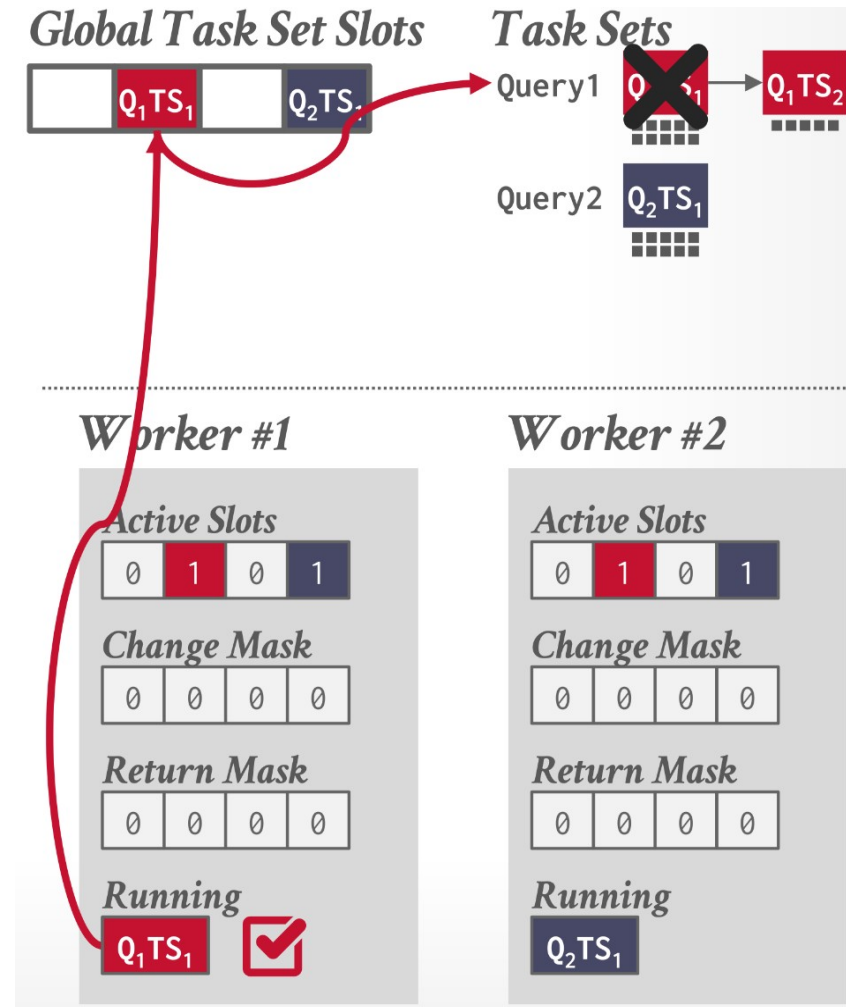 Global Task Set Slots
Q₁TS₁ Q₂TS₁
Task Sets
Query1 Q₁TS₂
Query2 Q₂TS₁
Worker #1
Active Slots
0 1 0 1
Change Mask
0 0 0 0
Return Mask
0 0 0 0
Running
Q₁TS₁
Worker #2
Active Slots
0 1 0 1
Change Mask
0 0 0 0
Return Mask
0 0 0 0
Running
Q₂TS₁